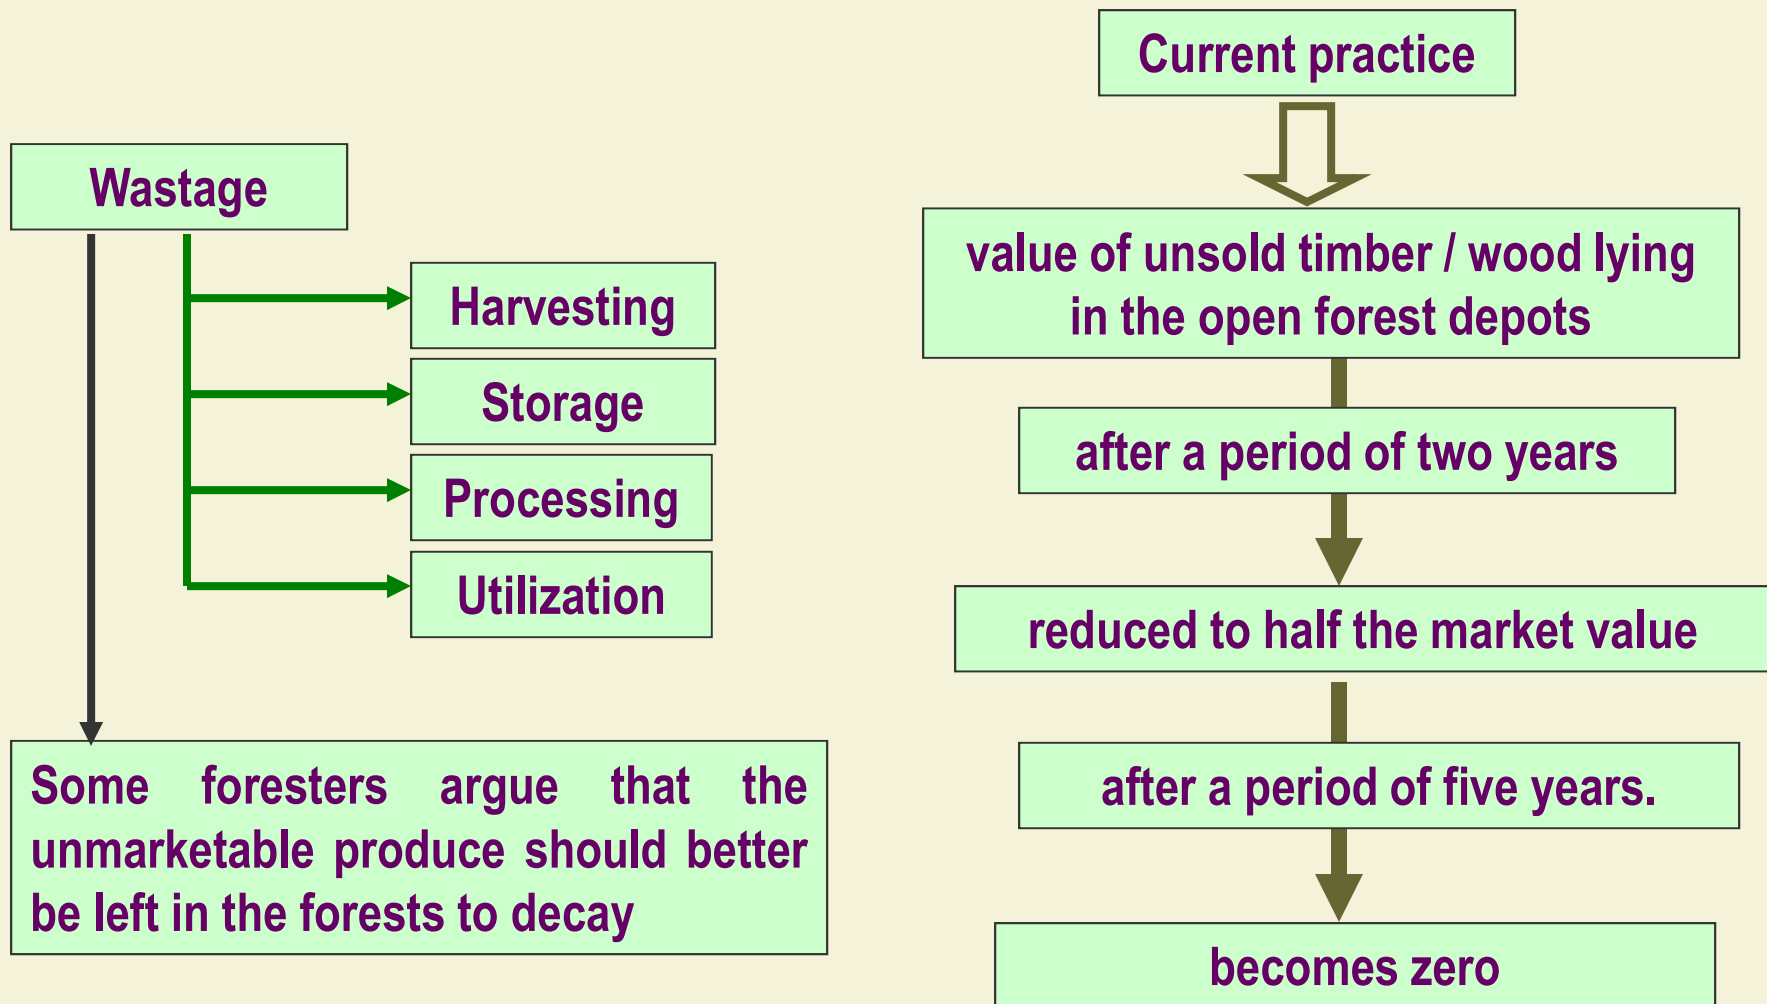 Wastage
Harvesting
Storage
Processing
Utilization
Some foresters argue that the
unmarketable produce should better
be left in the forests to decay
Current practice
value of unsold timber / wood lying
in the open forest depots
after a period of two years
reduced to half the market value
after a period of five years.
becomes zero